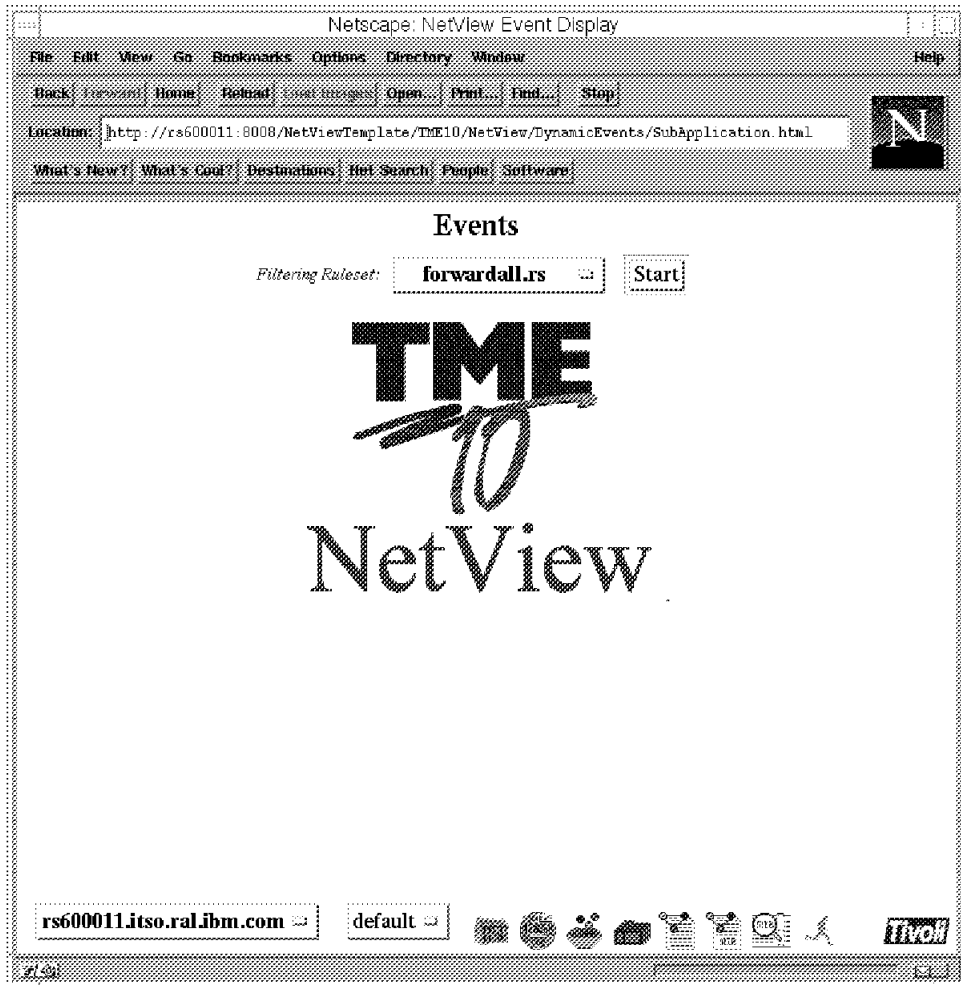 Netscape: NetView Event Display
File Edit View Go Bookmarks Options Directory Window Help
Back Forward Home Reload Load Images Open... Print... Find... Stop
Location: http://rs600011:8008/NetViewTemplate/TME10/NetView/DynamicEvents/SubApplication.html
N
What's New? What's Cool? Destinations Net Search People Software
Events
Filtering Ruleset: forwardall.rs Start
TME
10
NetView
rs600011.itso.ral.ibm.com default Tivoli